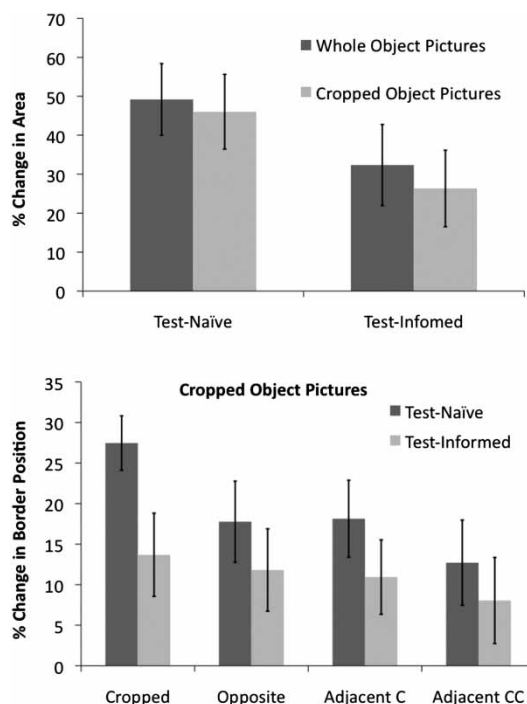 70
60
50
40
30
20
10
0
% Change in Area
Whole Object Pictures
Cropped Object Pictures
Test-Naïve Test-Infomed
Cropped Object Pictures
35
30
25
20
15
10
5
0
% Change in Border Position
Test-Naïve
Test-Informed
Cropped Opposite Adjacent C Adjacent CC